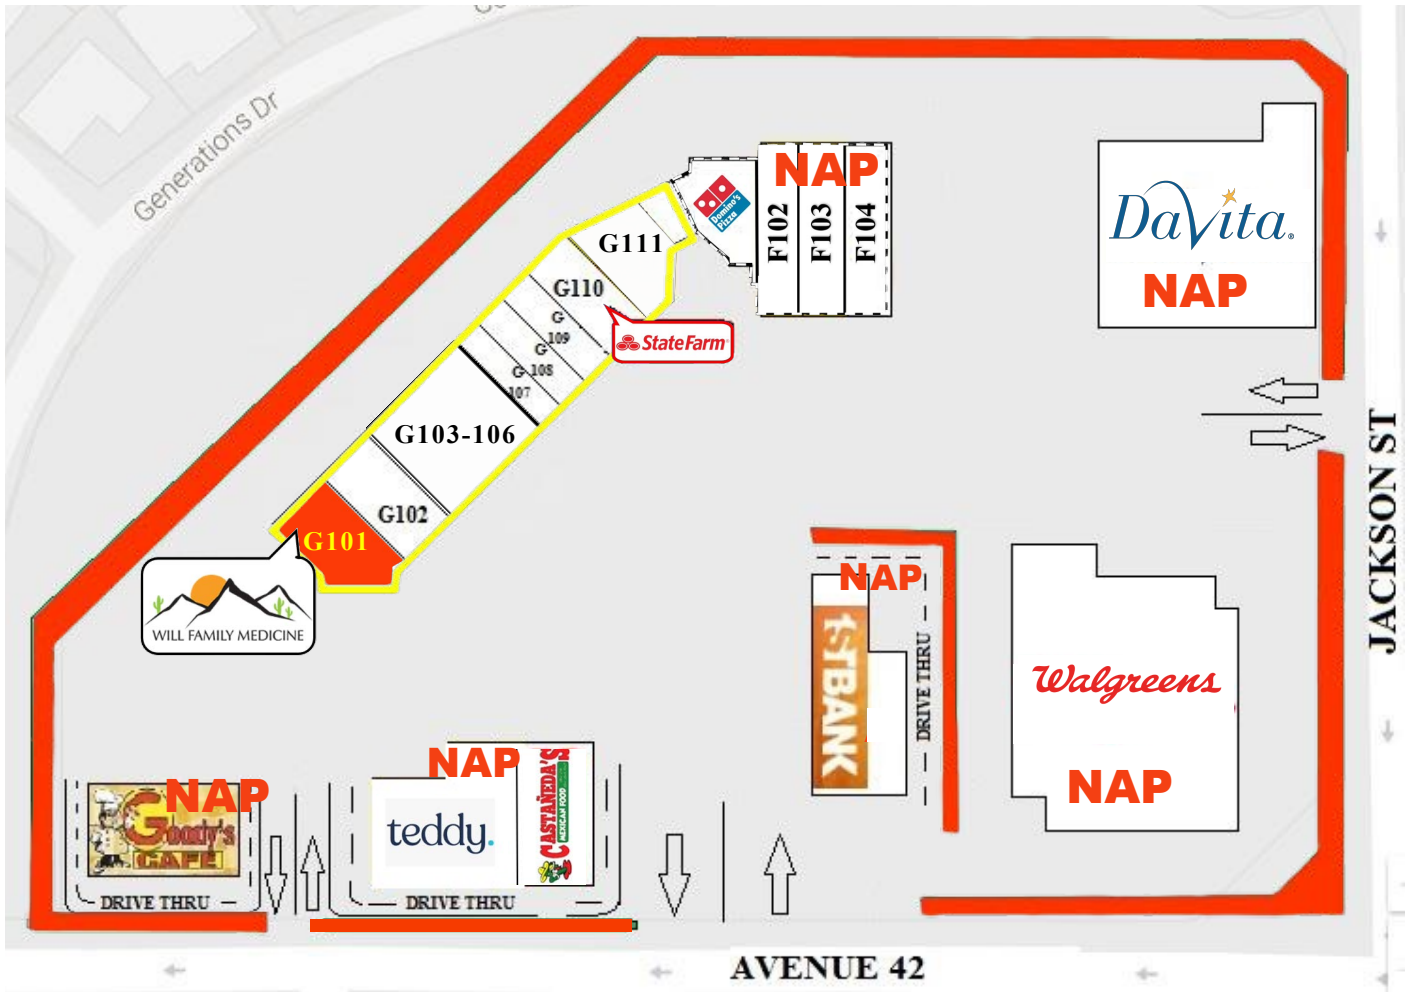 Generations Dr
NAP
Domino's
Pizza
F102
F103
F104
DaVita.
NAP
G111
G110
G
109
G
108
G
107
StateFarm
G103-106
G102
G101
WILL FAMILY MEDICINE
JACKSON ST
NAP
1STBANK
DRIVE THRU
Walgreens
NAP
NAP
Goody's
CAFE
DRIVE THRU
NAP
teddy.
CASTAÑEDA'S
MEXICAN FOOD
DRIVE THRU
AVENUE 42